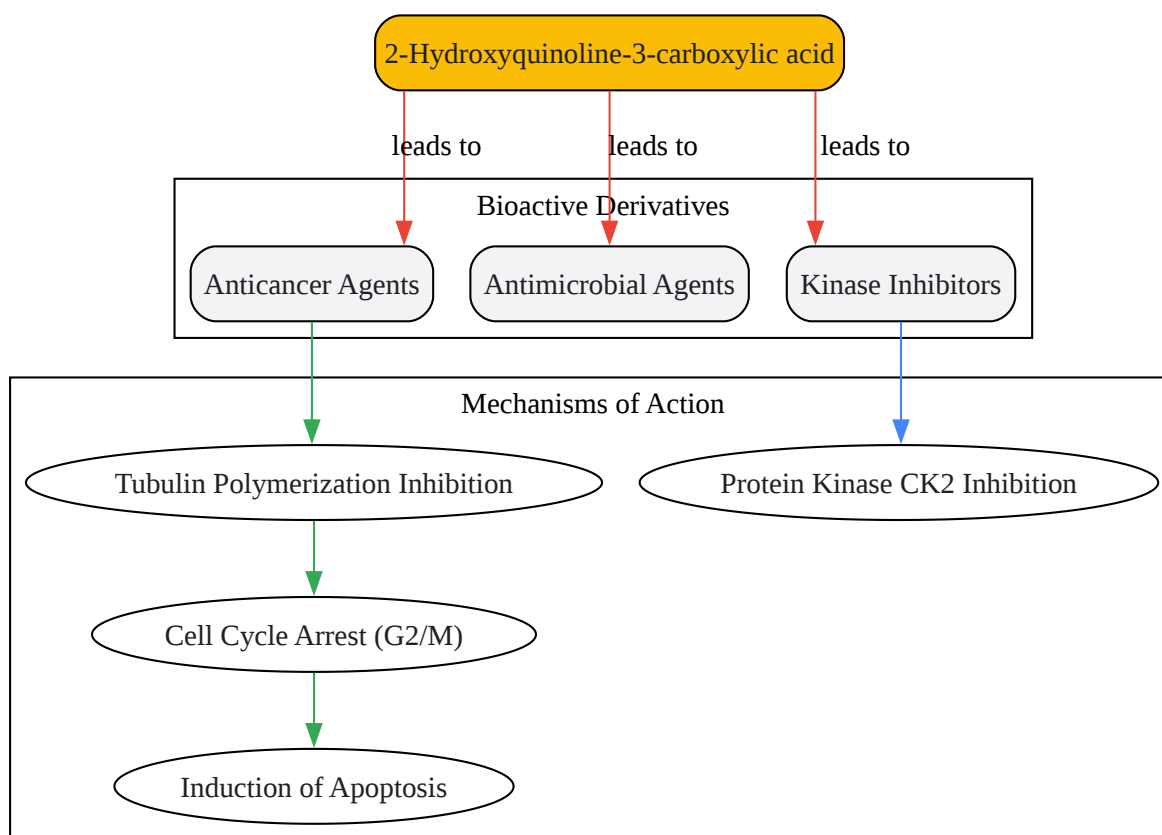 2-Hydroxyquinoline-3-carboxylic acid
leads to
leads to
leads to
Bioactive Derivatives
Anticancer Agents
Antimicrobial Agents
Kinase Inhibitors
Mechanisms of Action
Tubulin Polymerization Inhibition
Protein Kinase CK2 Inhibition
Cell Cycle Arrest (G2/M)
Induction of Apoptosis